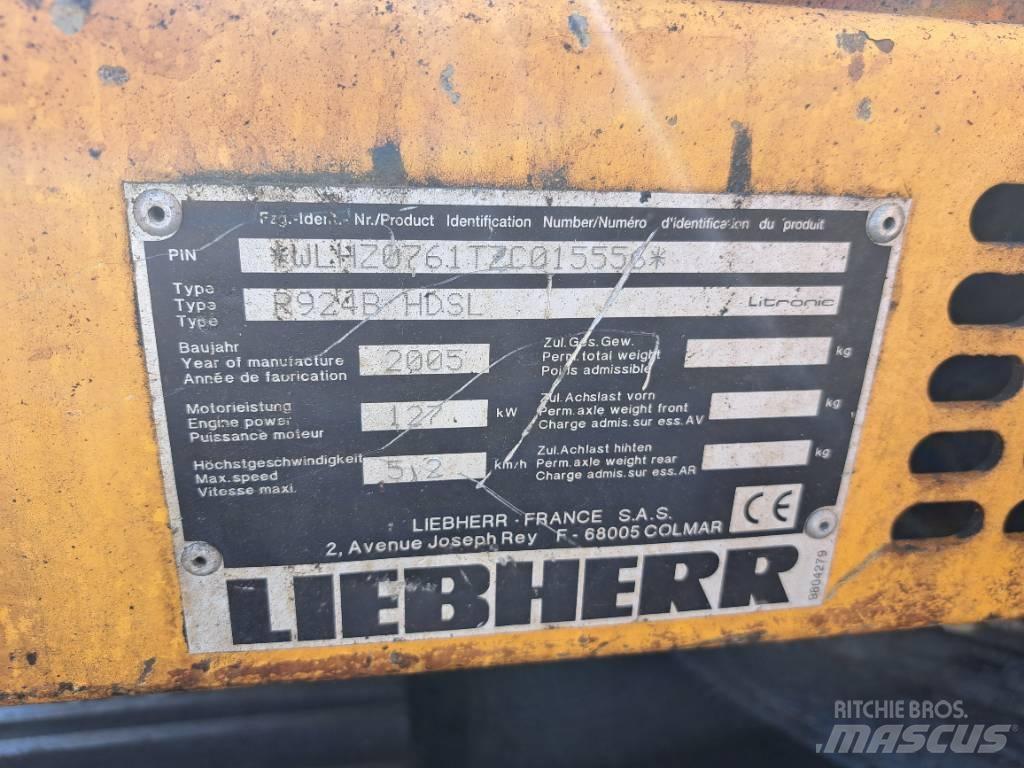 Fzg.-Ident.- Nr./Product Identification Number/Numéro d'identification du produit
PIN *WLHZ0761TZC015556*
Type
Type R924B HDSL Litronic
Type
Baujahr
Year of manufacture 2005
Année de fabrication
Zul.Ges.Gew.
Perm.total weight kg
Poids admissible
Motorleistung
Engine power 127 kW
Puissance moteur
Zul.Achslast vorn
Perm.axle weight front kg
Charge admis.sur ess.AV
Höchstgeschwindigkeit
Max.speed 5,2 km/h
Vitesse maxi.
Zul.Achlast hinten
Perm.axle weight rear kg
Charge admis.sur ess.AR
LIEBHERR - FRANCE S.A.S.
2, Avenue Joseph Rey F - 68005 COLMAR
CE
LIEBHERR
8804279
RITCHIE BROS.
MASCUS